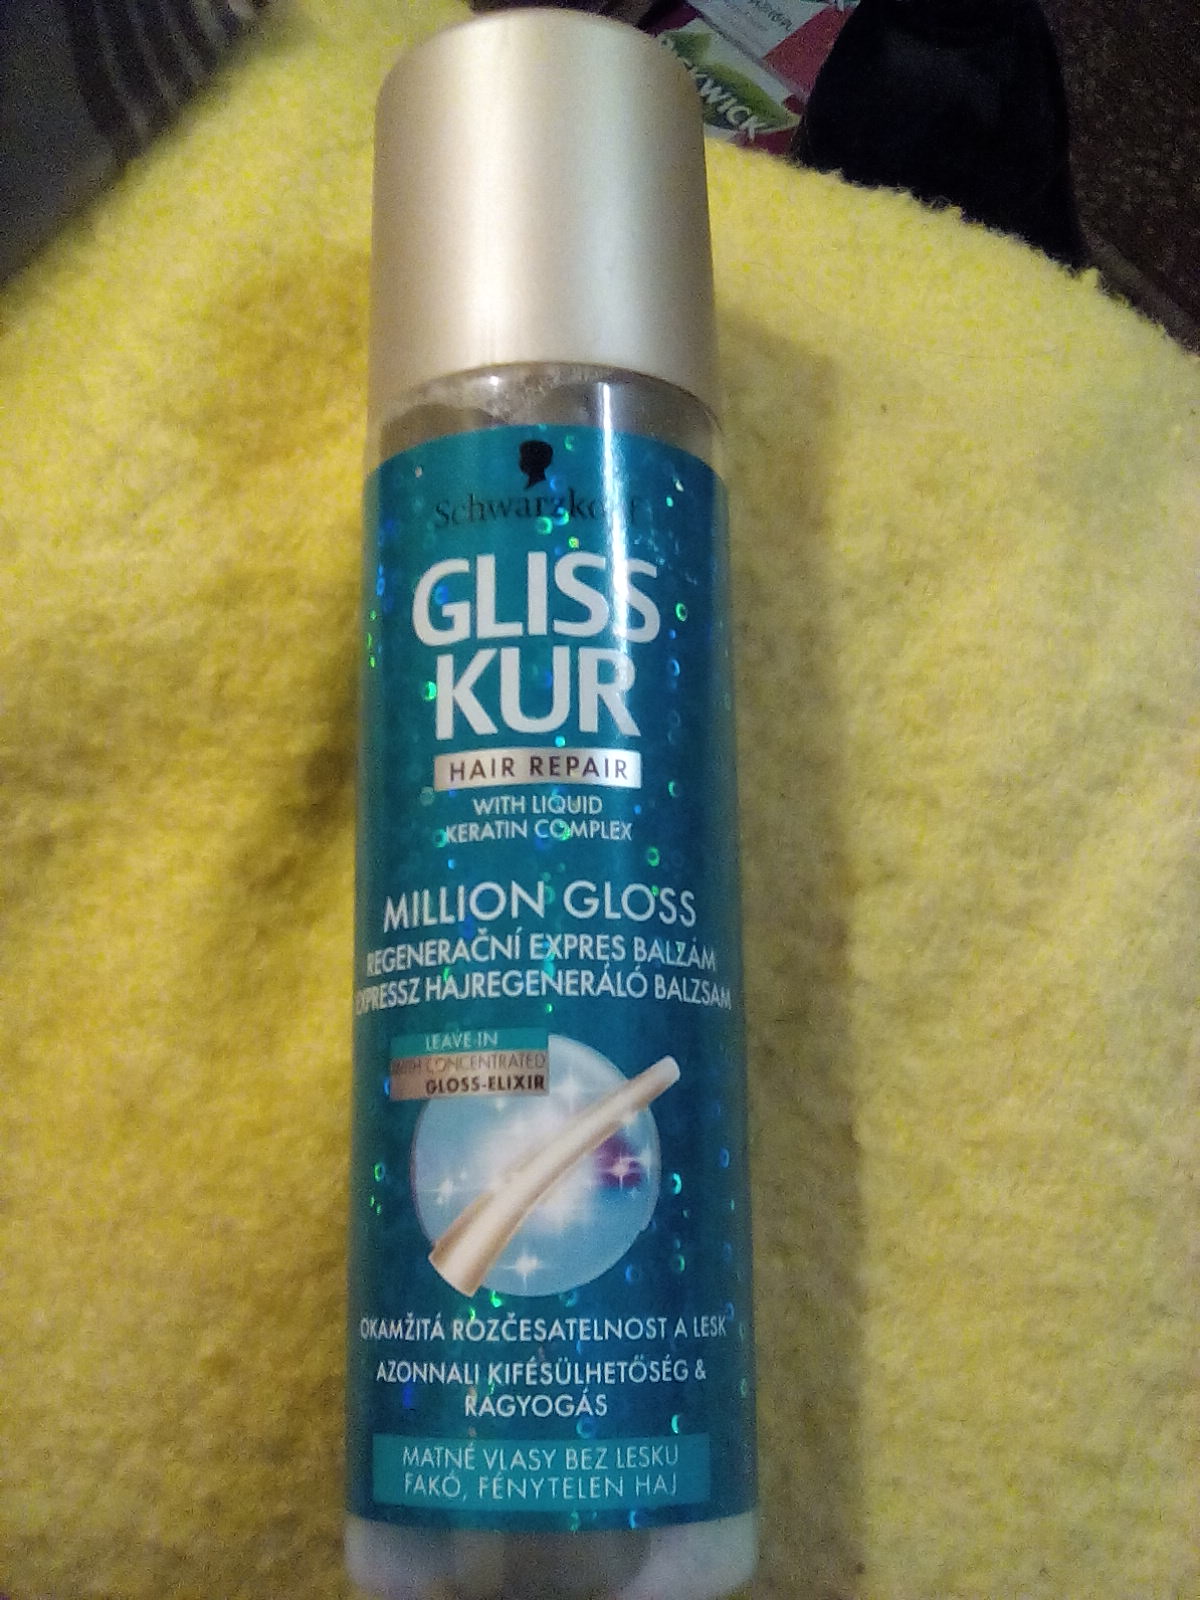 CKWICK
Schwarzkopf
GLISS
KUR
HAIR REPAIR
WITH LIQUID
KERATIN COMPLEX
MILLION GLOSS
REGENERAČNÍ EXPRES BALZÁM
EXPRESSZ HAJREGENERÁLÓ BALZSAM
LEAVE-IN
WITH CONCENTRATED
GLOSS-ELIXIR
OKAMŽITÁ ROZČESATELNOST A LESK
AZONNALI KIFÉSÜLHETŐSÉG &
RAGYOGÁS
MATNÉ VLASY BEZ LESKU
FAKÓ, FÉNYTELEN HAJ